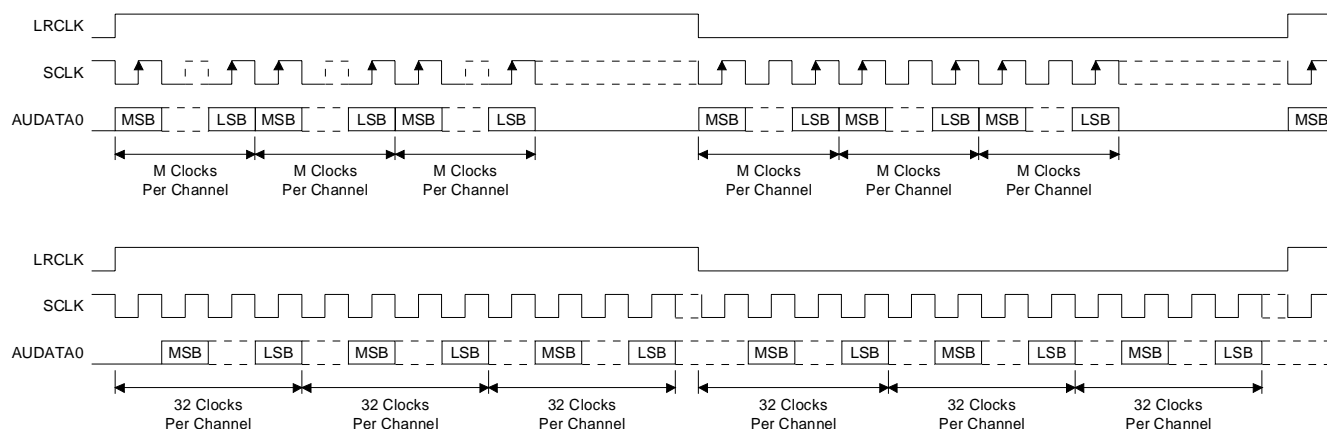 LRCLK
SCLK
AUDATA0 MSB LSB MSB LSB MSB LSB MSB LSB MSB LSB MSB LSB MSB
M Clocks M Clocks M Clocks M Clocks M Clocks M Clocks
Per Channel Per Channel Per Channel Per Channel Per Channel Per Channel
LRCLK
SCLK
AUDATA0 MSB LSB MSB LSB MSB LSB MSB LSB MSB LSB MSB LSB
32 Clocks 32 Clocks 32 Clocks 32 Clocks 32 Clocks 32 Clocks
Per Channel Per Channel Per Channel Per Channel Per Channel Per Channel